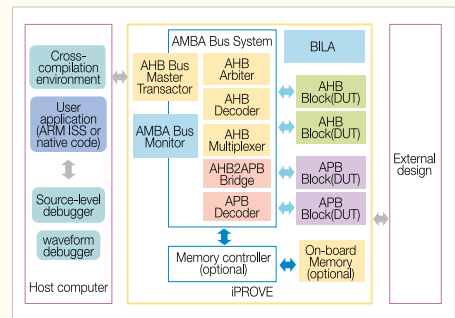 Cross-
compilation
environment
User
application
(ARM ISS or
native code)
Source-level
debugger
waveform
debugger
Host computer
AMBA Bus System
AHB Bus
Master
Transactor
AMBA Bus
Monitor
AHB
Arbiter
AHB
Decoder
AHB
Multiplexer
AHB2APB
Bridge
APB
Decoder
BILA
AHB
Block(DUT)
AHB
Block(DUT)
APB
Block(DUT)
APB
Block(DUT)
Memory controller
(optional)
On-board
Memory
(optional)
iPROVE
External
design